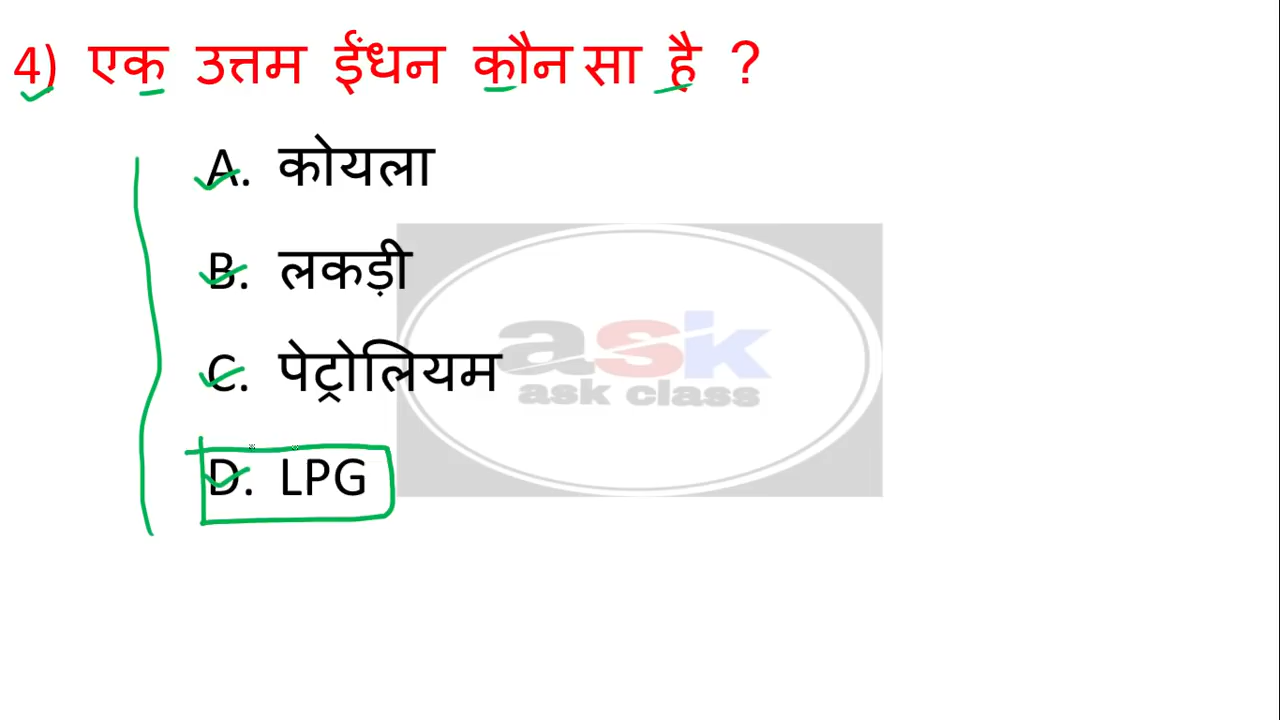 4) एक उत्तम ईंधन कौन सा है ?
A. कोयला
B. लकड़ी
C. पेट्रोलियम
D. LPG
ask
ask class